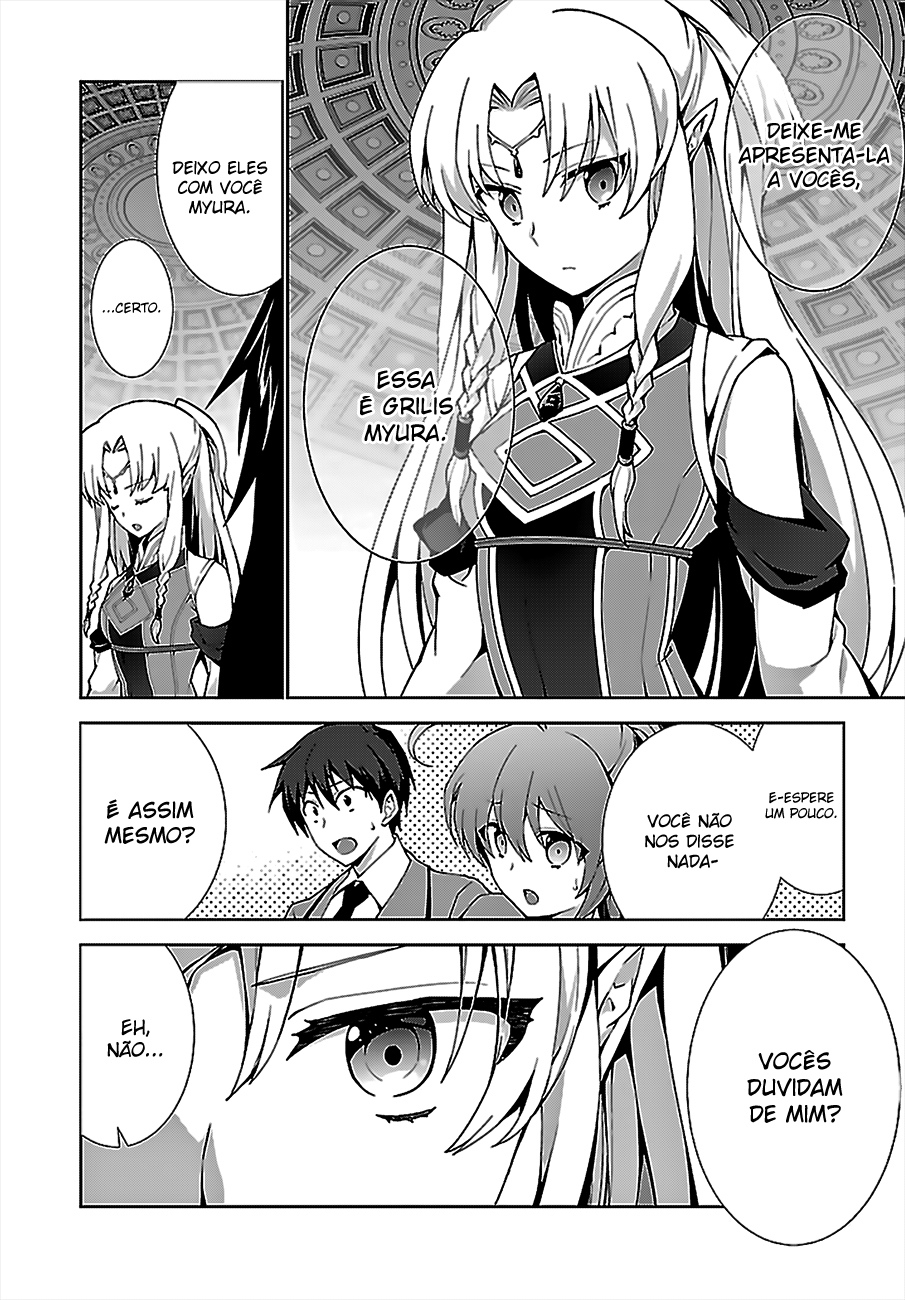 DEIXE-ME
APRESENTA-LA
A VOCÊS,
ESSA
É GRILIS
MYURA.
DEIXO ELES
COM VOCÊ
MYURA.
...CERTO.
E-ESPERE
UM POUCO.
VOCÊ NÃO
NOS DISSE
NADA-
É ASSIM
MESMO?
VOCÊS
DUVIDAM
DE MIM?
EH,
NÃO...